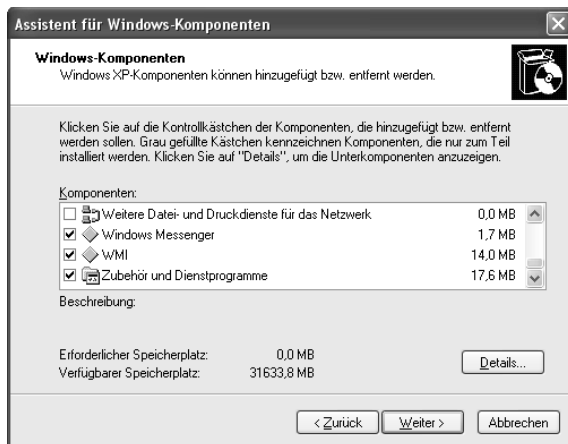 Assistent für Windows-Komponenten
Windows-Komponenten
Windows XP-Komponenten können hinzugefügt bzw. entfernt werden.
Klicken Sie auf die Kontrollkästchen der Komponenten, die hinzugefügt bzw. entfernt
werden sollen. Grau gefüllte Kästchen kennzeichnen Komponenten, die nur zum Teil
installiert werden. Klicken Sie auf "Details", um die Unterkomponenten anzuzeigen.
Komponenten:
Weitere Datei- und Druckdienste für das Netzwerk 0,0 MB
Windows Messenger 1,7 MB
WMI 14,0 MB
Zubehör und Dienstprogramme 17,6 MB
Beschreibung:
Erforderlicher Speicherplatz: 0,0 MB
Verfügbarer Speicherplatz: 31633,8 MB
Details...
< Zurück Weiter > Abbrechen